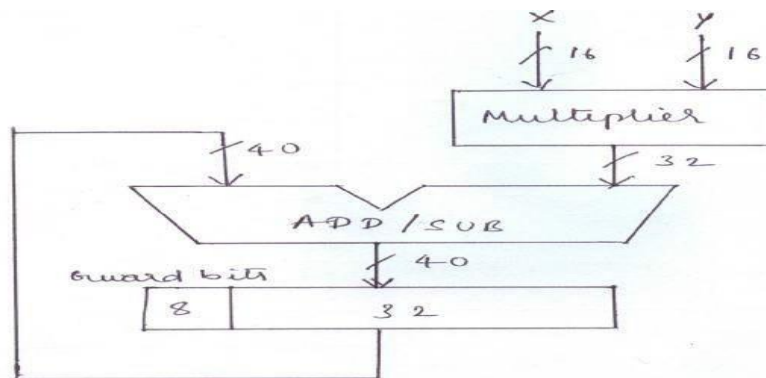 X Y
16 16
Multiplier
40 32
ADD / SUB
40
Guard bits
8 32